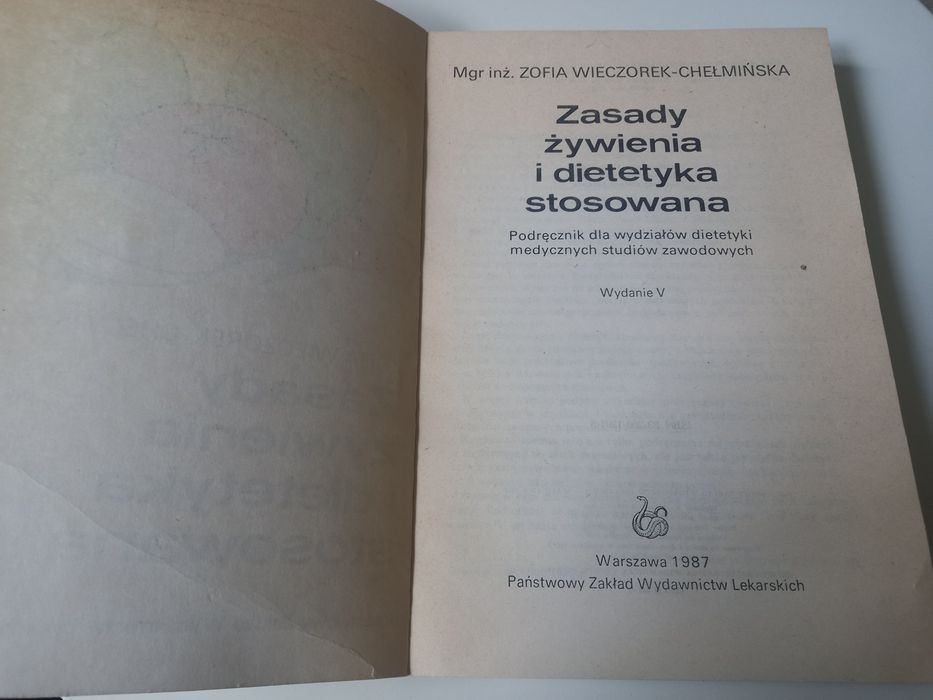 Mgr inż. ZOFIA WIECZOREK-CHEŁMIŃSKA
Zasady
żywienia
i dietetyka
stosowana
Podręcznik dla wydziałów dietetyki
medycznych studiów zawodowych
Wydanie V
Warszawa 1987
Państwowy Zakład Wydawnictw Lekarskich